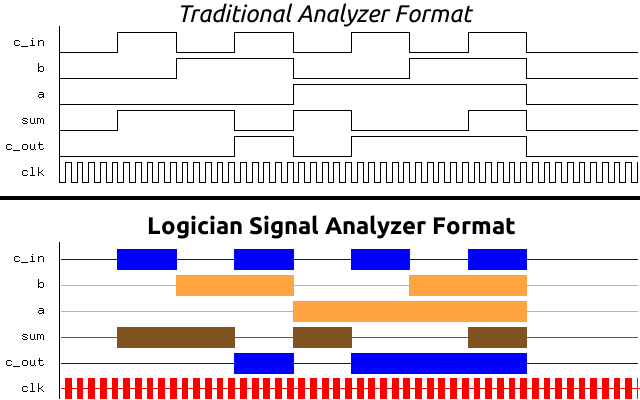 Traditional Analyzer Format
c_in
b
a
sum
c_out
clk
Logician Signal Analyzer Format
c_in
b
a
sum
c_out
clk